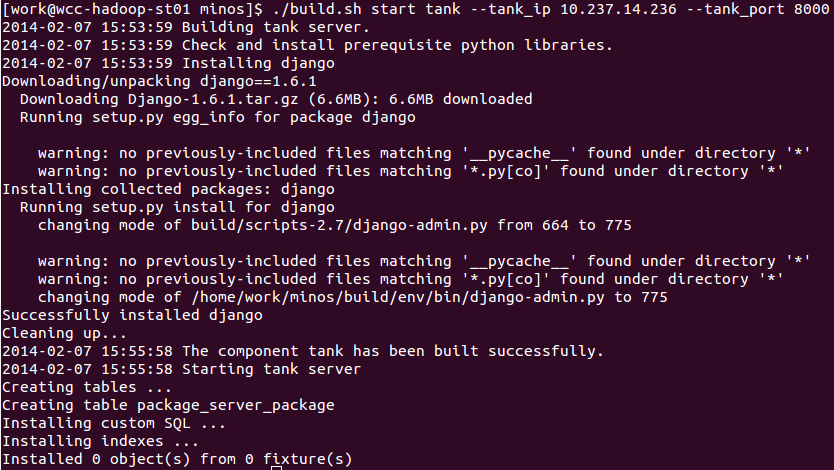 [work@wcc-hadoop-st01 minos]$ ./build.sh start tank --tank_ip 10.237.14.236 --tank_port 8000
2014-02-07 15:53:59 Building tank server.
2014-02-07 15:53:59 Check and install prerequisite python libraries.
2014-02-07 15:53:59 Installing django
Downloading/unpacking django==1.6.1
  Downloading Django-1.6.1.tar.gz (6.6MB): 6.6MB downloaded
  Running setup.py egg_info for package django
    warning: no previously-included files matching '__pycache__' found under directory '*'
    warning: no previously-included files matching '*.py[co]' found under directory '*'
Installing collected packages: django
  Running setup.py install for django
    changing mode of build/scripts-2.7/django-admin.py from 664 to 775
    warning: no previously-included files matching '__pycache__' found under directory '*'
    warning: no previously-included files matching '*.py[co]' found under directory '*'
    changing mode of /home/work/minos/build/env/bin/django-admin.py to 775
Successfully installed django
Cleaning up...
2014-02-07 15:55:58 The component tank has been built successfully.
2014-02-07 15:55:58 Starting tank server
Creating tables ...
Creating table package_server_package
Installing custom SQL ...
Installing indexes ...
Installed 0 object(s) from 0 fixture(s)